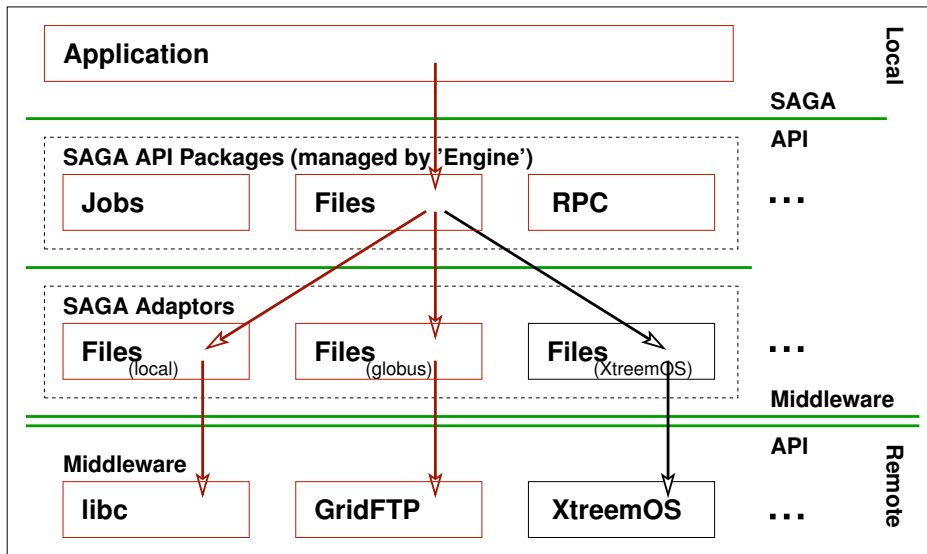 Application
Local
SAGA
API
SAGA API Packages (managed by ’Engine’)
Jobs
Files
RPC
...
SAGA Adaptors
Files
(local)
Files
(globus)
Files
(XtreemOS)
...
Middleware
API
Remote
Middleware
libc
GridFTP
XtreemOS
...